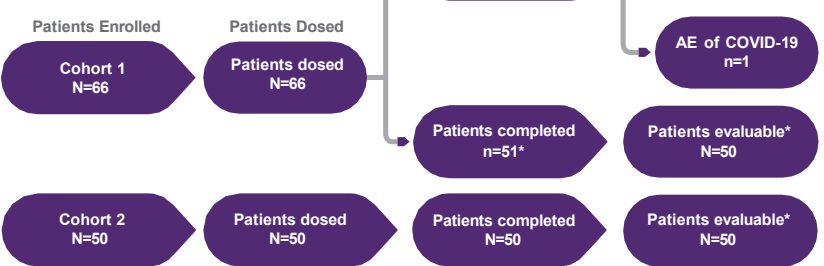 Patients Enrolled
Patients Dosed
AE of COVID-19
n=1
Cohort 1
N=66
Patients dosed
N=66
Patients completed
n=51*
Patients evaluable*
N=50
Cohort 2
N=50
Patients dosed
N=50
Patients completed
N=50
Patients evaluable*
N=50